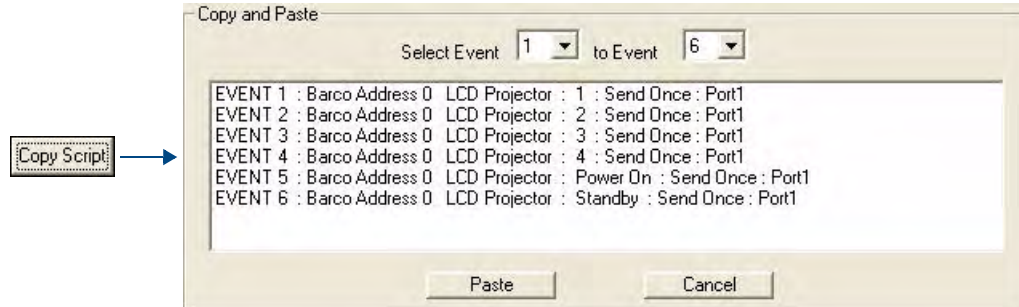 Copy and Paste
Select Event 1 to Event 6
EVENT 1 : Barco Address 0 LCD Projector : 1 : Send Once : Port1
EVENT 2 : Barco Address 0 LCD Projector : 2 : Send Once : Port1
EVENT 3 : Barco Address 0 LCD Projector : 3 : Send Once : Port1
EVENT 4 : Barco Address 0 LCD Projector : 4 : Send Once : Port1
EVENT 5 : Barco Address 0 LCD Projector : Power On : Send Once : Port1
EVENT 6 : Barco Address 0 LCD Projector : Standby : Send Once : Port1
Copy Script
Paste Cancel